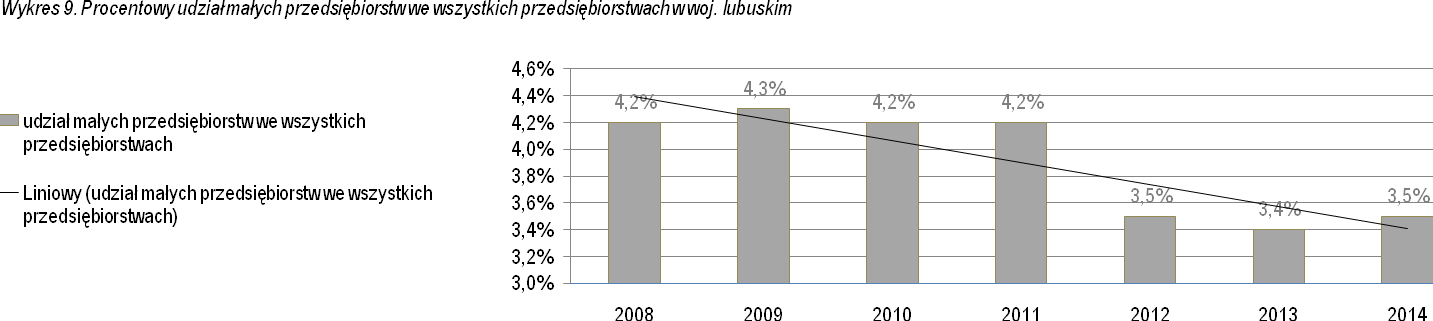 Wykres 9. Procentowy udział małych przedsiębiorstw we wszystkich przedsiębiorstwach w woj. lubuskim
4,6%
4,4%
4,2%
4,0%
3,8%
3,6%
3,4%
3,2%
3,0%
4,2%
4,3%
4,2%
4,2%
3,5%
3,4%
3,5%
2008 2009 2010 2011 2012 2013 2014
udział małych przedsiębiorstw we wszystkich
przedsiębiorstwach
Liniowy (udział małych przedsiębiorstw we wszystkich
przedsiębiorstwach)